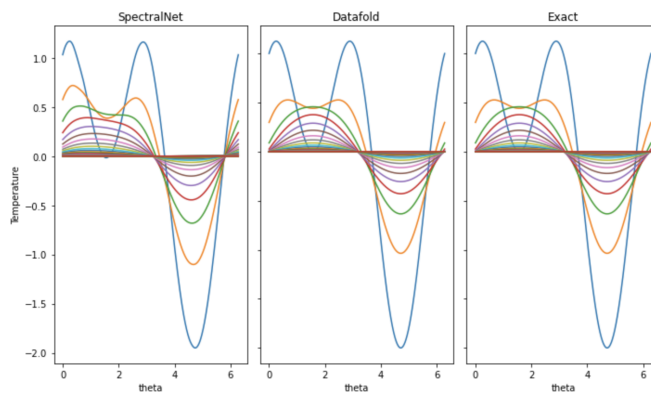 SpectralNet
Datafold
Exact
Temperature
1.0
0.5
0.0
−0.5
−1.0
−1.5
−2.0
0 2 4 6
theta
0 2 4 6
theta
0 2 4 6
theta